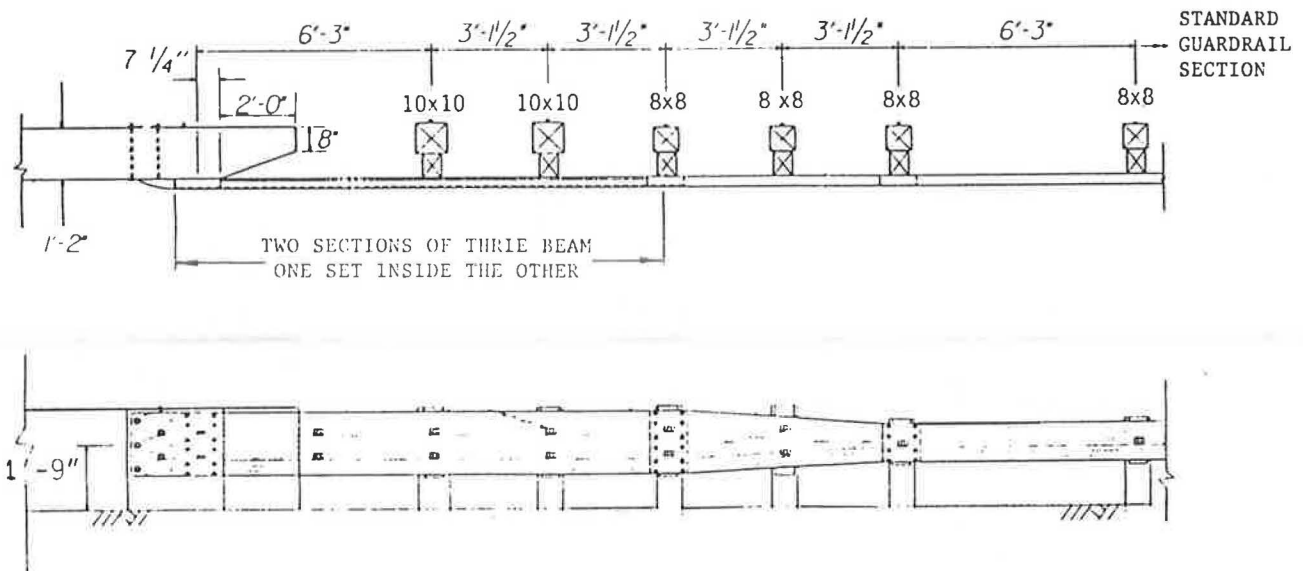 STANDARD
GUARDRAIL
SECTION
6'-3" 3'-1½" 3'-1½" 3'-1½" 3'-1½" 6'-3"
7 ¼"
2'-0"
10x10 10x10 8x8 8x8 8x8 8x8
8"
1'-2"
TWO SECTIONS OF THRIE BEAM
ONE SET INSIDE THE OTHER
1 -9"